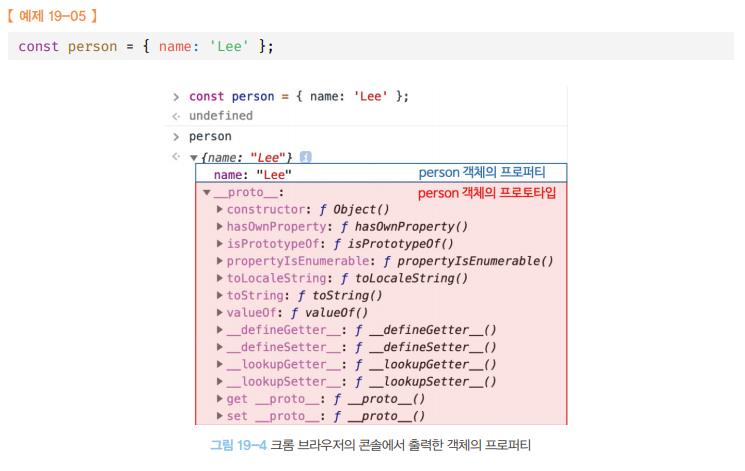 【 예제 19-05 】
const person = { name: 'Lee' };
> const person = { name: 'Lee' };
<· undefined
> person
<· ▼{name: "Lee"} i
name: "Lee" person 객체의 프로퍼티
▼__proto__: person 객체의 프로토타입
▶constructor: ƒ Object()
▶hasOwnProperty: ƒ hasOwnProperty()
▶isPrototypeOf: ƒ isPrototypeOf()
▶propertyIsEnumerable: ƒ propertyIsEnumerable()
▶toLocaleString: ƒ toLocaleString()
▶toString: ƒ toString()
▶valueOf: ƒ valueOf()
▶__defineGetter__: ƒ __defineGetter__()
▶__defineSetter__: ƒ __defineSetter__()
▶__lookupGetter__: ƒ __lookupGetter__()
▶__lookupSetter__: ƒ __lookupSetter__()
▶get __proto__: ƒ __proto__()
▶set __proto__: ƒ __proto__()
그림 19-4 크롬 브라우저의 콘솔에서 출력한 객체의 프로퍼티